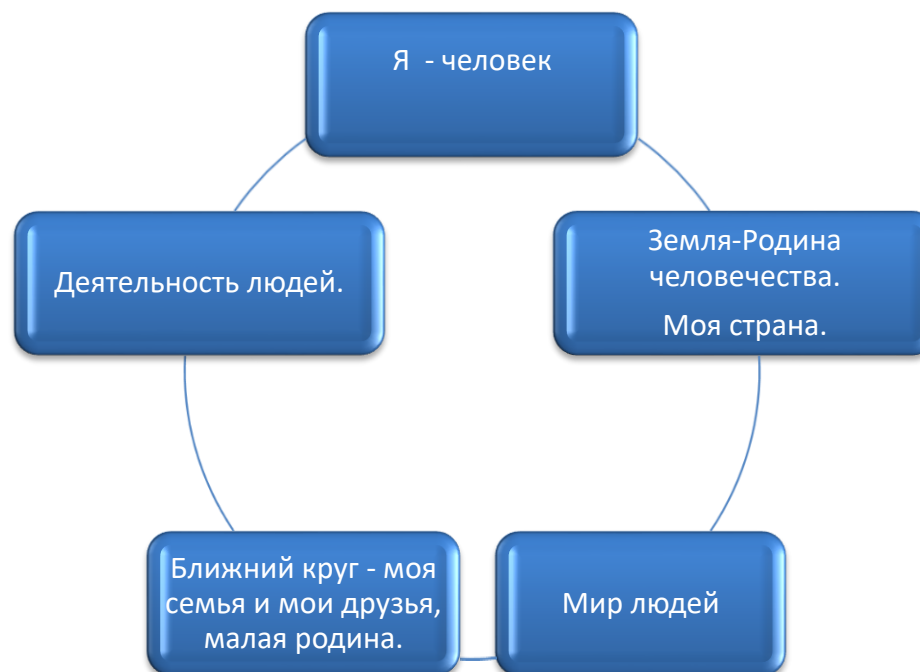 Я - человек
Земля-Родина
человечества.
Моя страна.
Мир людей
Ближний круг - моя
семья и мои друзья,
малая родина.
Деятельность людей.